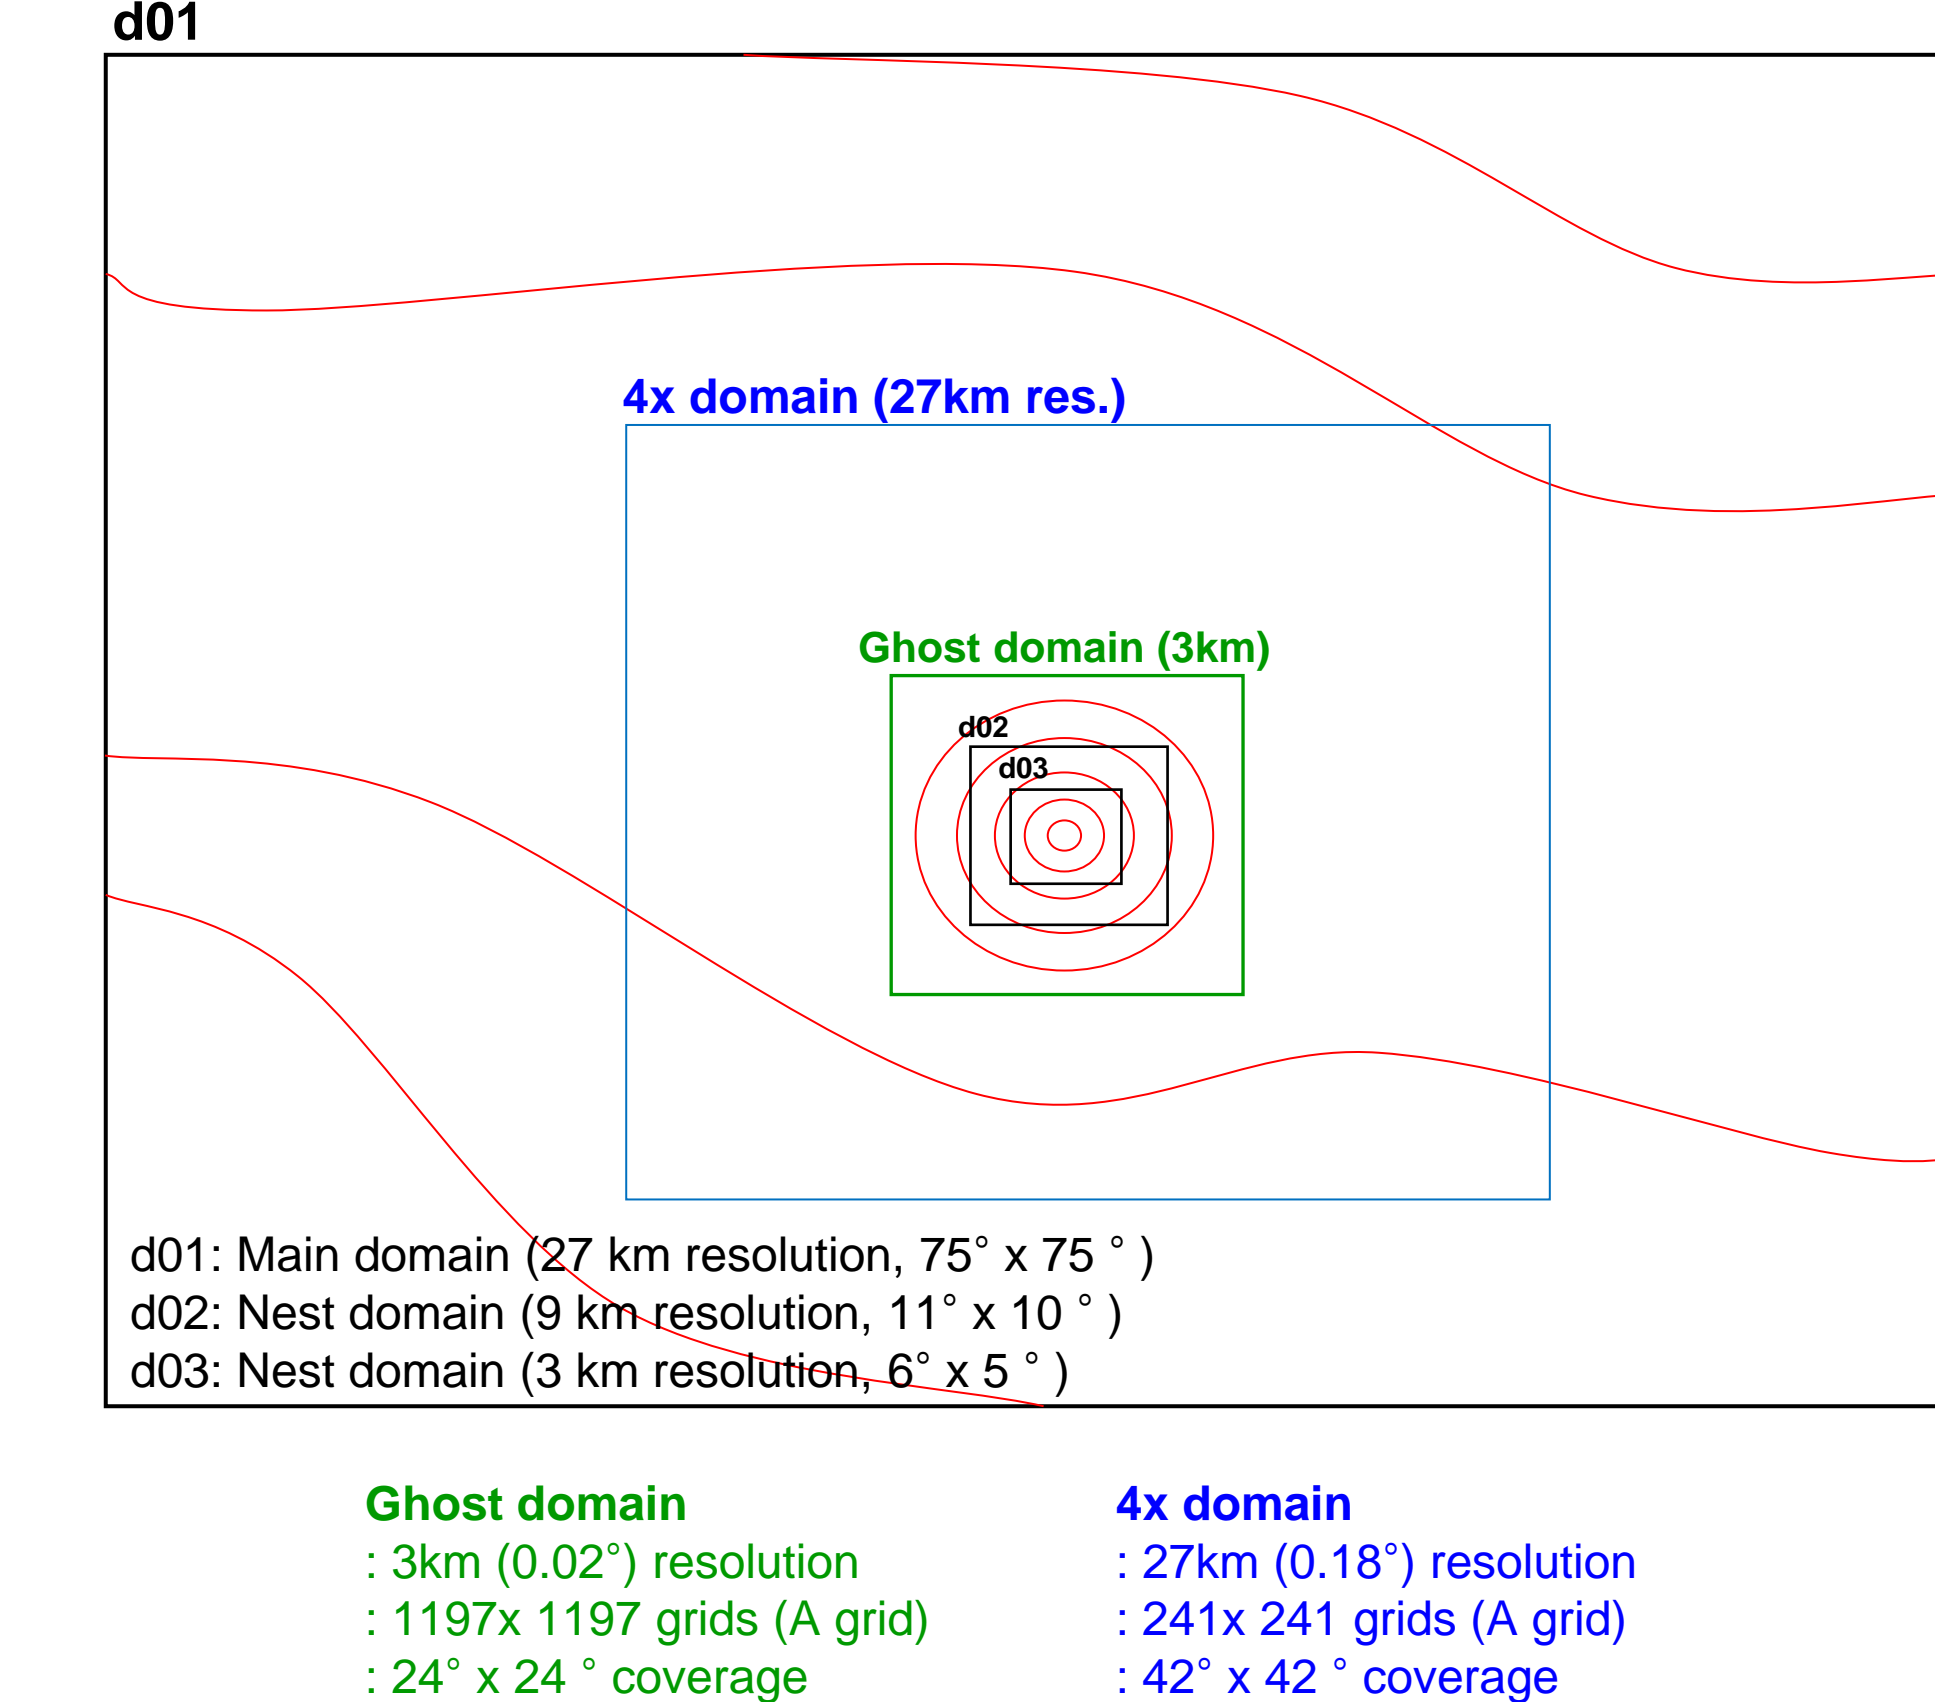 d01
4x domain (27km res.)
Ghost domain (3km)
d02
d03
d01: Main domain (27 km resolution, 75° x 75 ° )
d02: Nest domain (9 km resolution, 11° x 10 ° )
d03: Nest domain (3 km resolution, 6° x 5 ° )
Ghost domain
: 3km (0.02°) resolution
: 1197x 1197 grids (A grid)
: 24° x 24 ° coverage
4x domain
: 27km (0.18°) resolution
: 241x 241 grids (A grid)
: 42° x 42 ° coverage